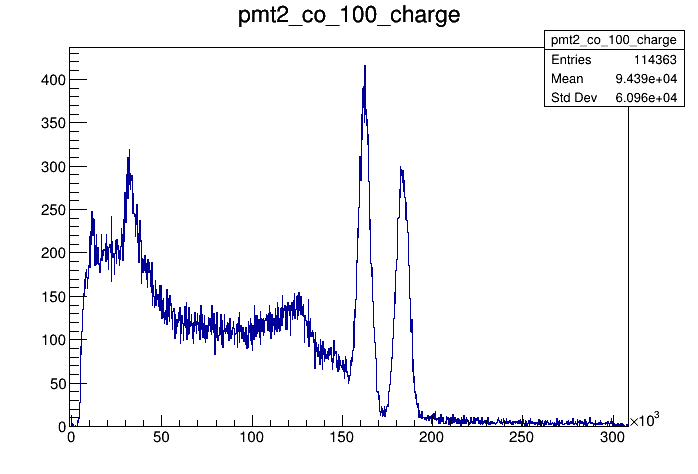 pmt2_co_100_charge
pmt2_co_100_charge
Entries 114363
Mean 9.439e+04
Std Dev 6.096e+04
400
350
300
250
200
150
100
50
0
0 50 100 150 200 250 300 ×10³